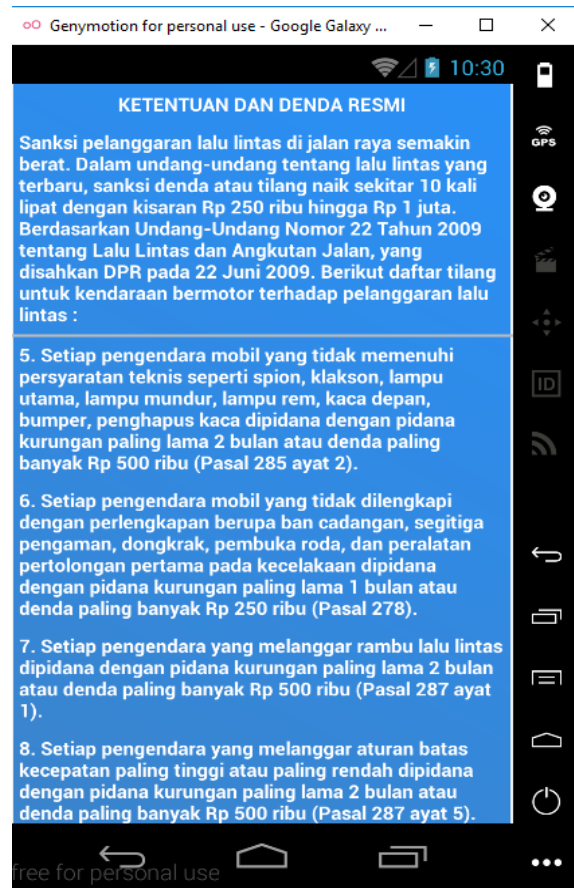 Genymotion for personal use - Google Galaxy ...
10:30
KETENTUAN DAN DENDA RESMI
Sanksi pelanggaran lalu lintas di jalan raya semakin
berat. Dalam undang-undang tentang lalu lintas yang
terbaru, sanksi denda atau tilang naik sekitar 10 kali
lipat dengan kisaran Rp 250 ribu hingga Rp 1 juta.
Berdasarkan Undang-Undang Nomor 22 Tahun 2009
tentang Lalu Lintas dan Angkutan Jalan, yang
disahkan DPR pada 22 Juni 2009. Berikut daftar tilang
untuk kendaraan bermotor terhadap pelanggaran lalu
lintas :
5. Setiap pengendara mobil yang tidak memenuhi
persyaratan teknis seperti spion, klakson, lampu
utama, lampu mundur, lampu rem, kaca depan,
bumper, penghapus kaca dipidana dengan pidana
kurungan paling lama 2 bulan atau denda paling
banyak Rp 500 ribu (Pasal 285 ayat 2).
6. Setiap pengendara mobil yang tidak dilengkapi
dengan perlengkapan berupa ban cadangan, segitiga
pengaman, dongkrak, pembuka roda, dan peralatan
pertolongan pertama pada kecelakaan dipidana
dengan pidana kurungan paling lama 1 bulan atau
denda paling banyak Rp 250 ribu (Pasal 278).
7. Setiap pengendara yang melanggar rambu lalu lintas
dipidana dengan pidana kurungan paling lama 2 bulan
atau denda paling banyak Rp 500 ribu (Pasal 287 ayat
1).
8. Setiap pengendara yang melanggar aturan batas
kecepatan paling tinggi atau paling rendah dipidana
dengan pidana kurungan paling lama 2 bulan atau
denda paling banyak Rp 500 ribu (Pasal 287 ayat 5).
free for personal use
GPS
ID